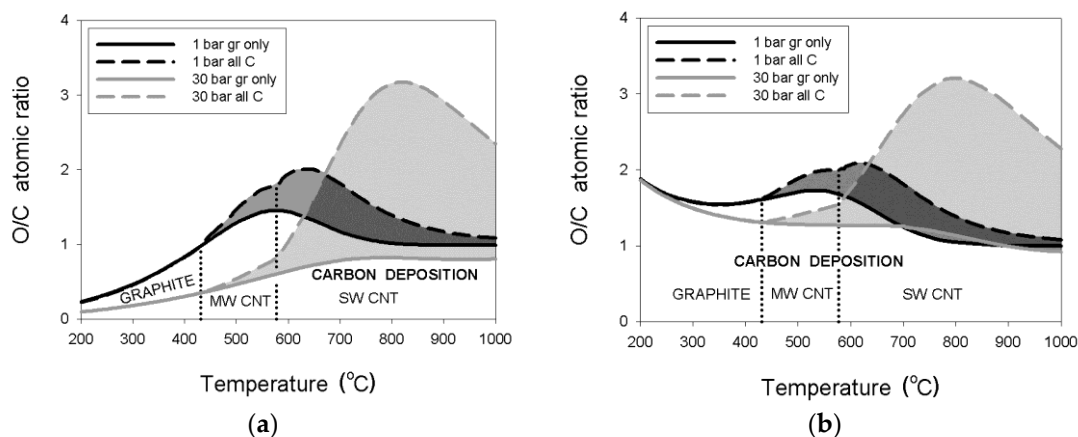 4
3
2
1
0
O/C atomic ratio
1 bar gr only
1 bar all C
30 bar gr only
30 bar all C
GRAPHITE
MW CNT
CARBON DEPOSITION
SW CNT
200 300 400 500 600 700 800 900 1000
Temperature (°C)
(a)
4
3
2
1
0
O/C atomic ratio
1 bar gr only
1 bar all C
30 bar gr only
30 bar all C
CARBON DEPOSITION
GRAPHITE
MW CNT
SW CNT
200 300 400 500 600 700 800 900 1000
Temperature (°C)
(b)